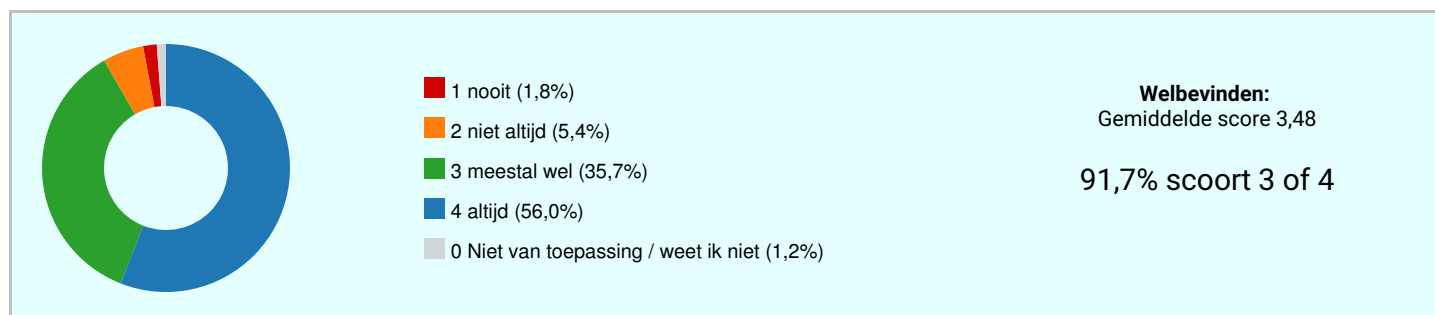 1 nooit (1,8%)
2 niet altijd (5,4%)
3 meestal wel (35,7%)
4 altijd (56,0%)
0 Niet van toepassing / weet ik niet (1,2%)
Welbevinden:
Gemiddelde score 3,48
91,7% scoort 3 of 4